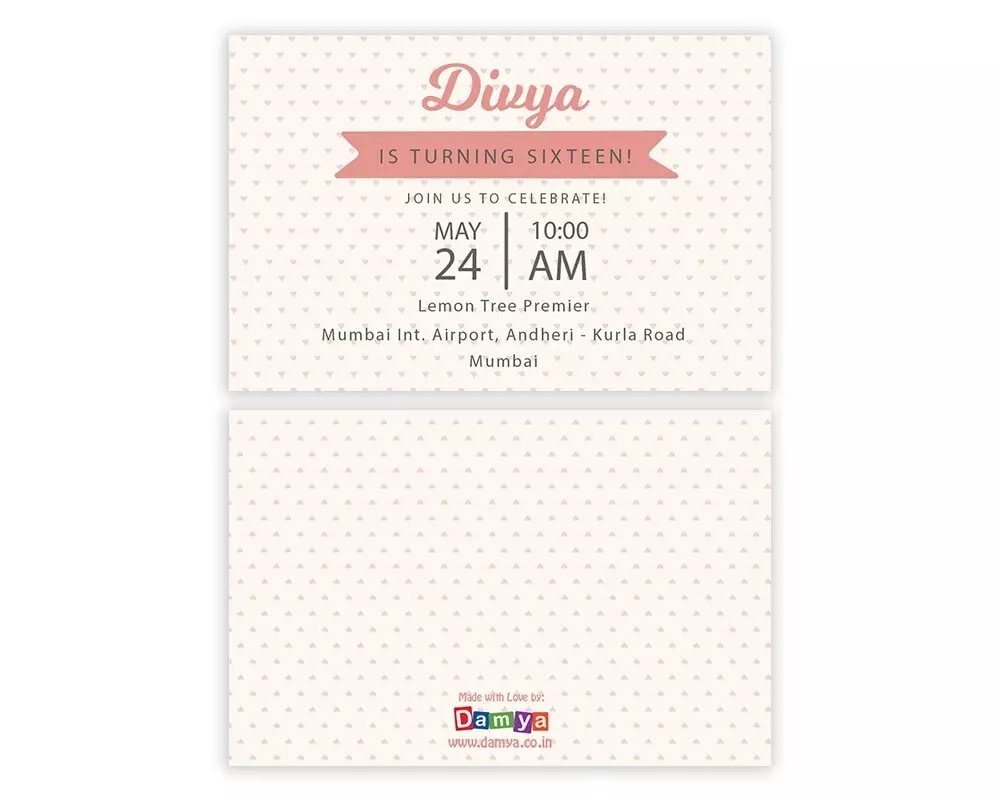 Divya
IS TURNING SIXTEEN!
JOIN US TO CELEBRATE!
MAY | 10:00
24 | AM
Lemon Tree Premier
Mumbai Int. Airport, Andheri - Kurla Road
Mumbai
Made with Love by:
Damya
www.damya.co.in